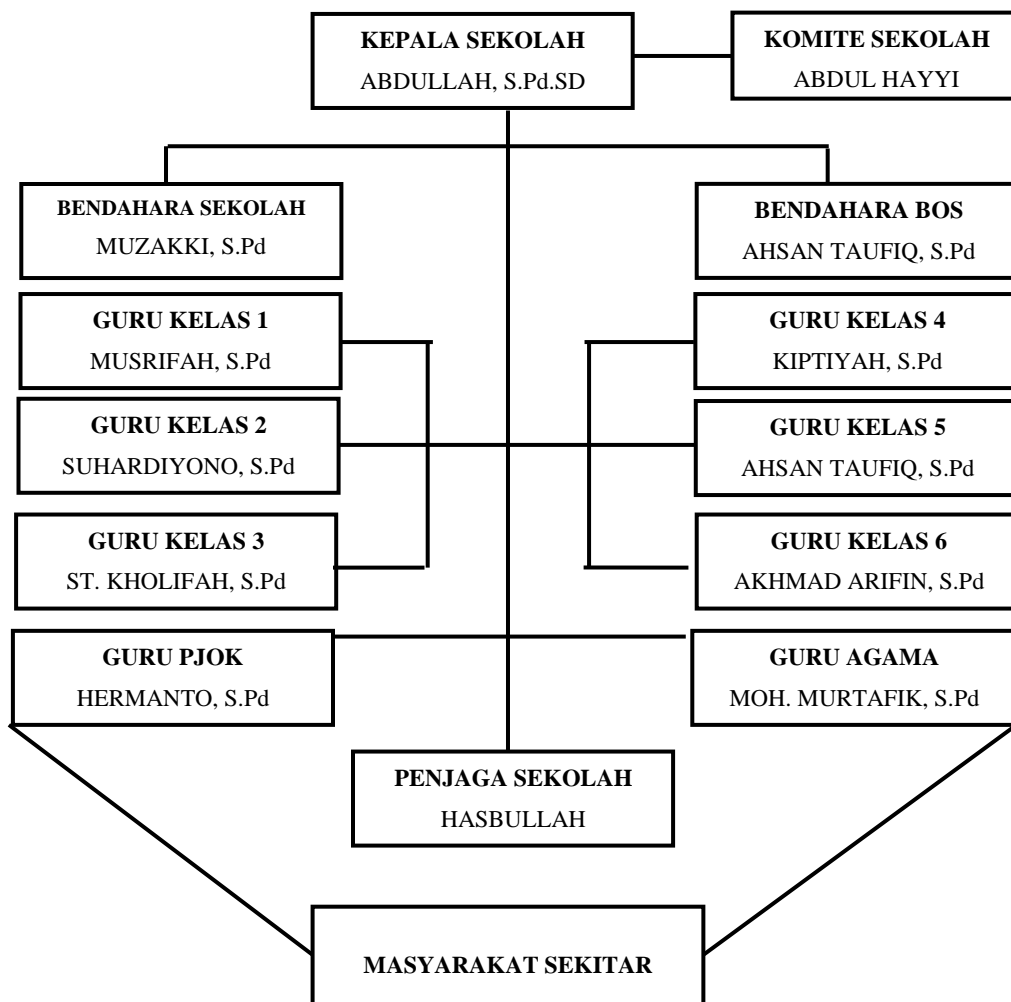 KEPALA SEKOLAH
ABDULLAH, S.Pd.SD
KOMITE SEKOLAH
ABDUL HAYYI
BENDAHARA SEKOLAH
MUZAKKI, S.Pd
BENDAHARA BOS
AHSAN TAUFIQ, S.Pd
GURU KELAS 1
MUSRIFAH, S.Pd
GURU KELAS 4
KIPTIYAH, S.Pd
GURU KELAS 2
SUHARDIYONO, S.Pd
GURU KELAS 5
AHSAN TAUFIQ, S.Pd
GURU KELAS 3
ST. KHOLIFAH, S.Pd
GURU KELAS 6
AKHMAD ARIFIN, S.Pd
GURU PJOK
HERMANTO, S.Pd
GURU AGAMA
MOH. MURTAFIK, S.Pd
PENJAGA SEKOLAH
HASBULLAH
MASYARAKAT SEKITAR